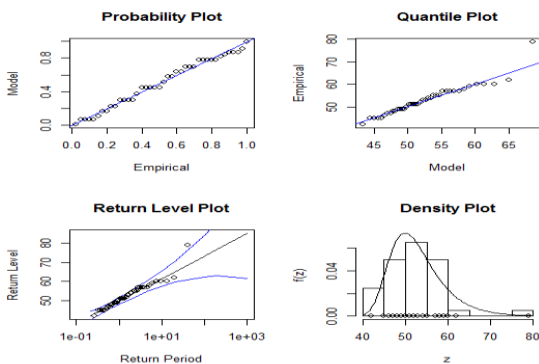 Probability Plot
Model
0.0 0.4 0.8
0.0 0.2 0.4 0.6 0.8 1.0
Empirical
Quantile Plot
Empirical
50 60 70 80
45 50 55 60 65
Model
Return Level Plot
Return Level
50 60 70 80
1e-01 1e+01 1e+03
Return Period
Density Plot
f(z)
0.00 0.04
40 50 60 70 80
z